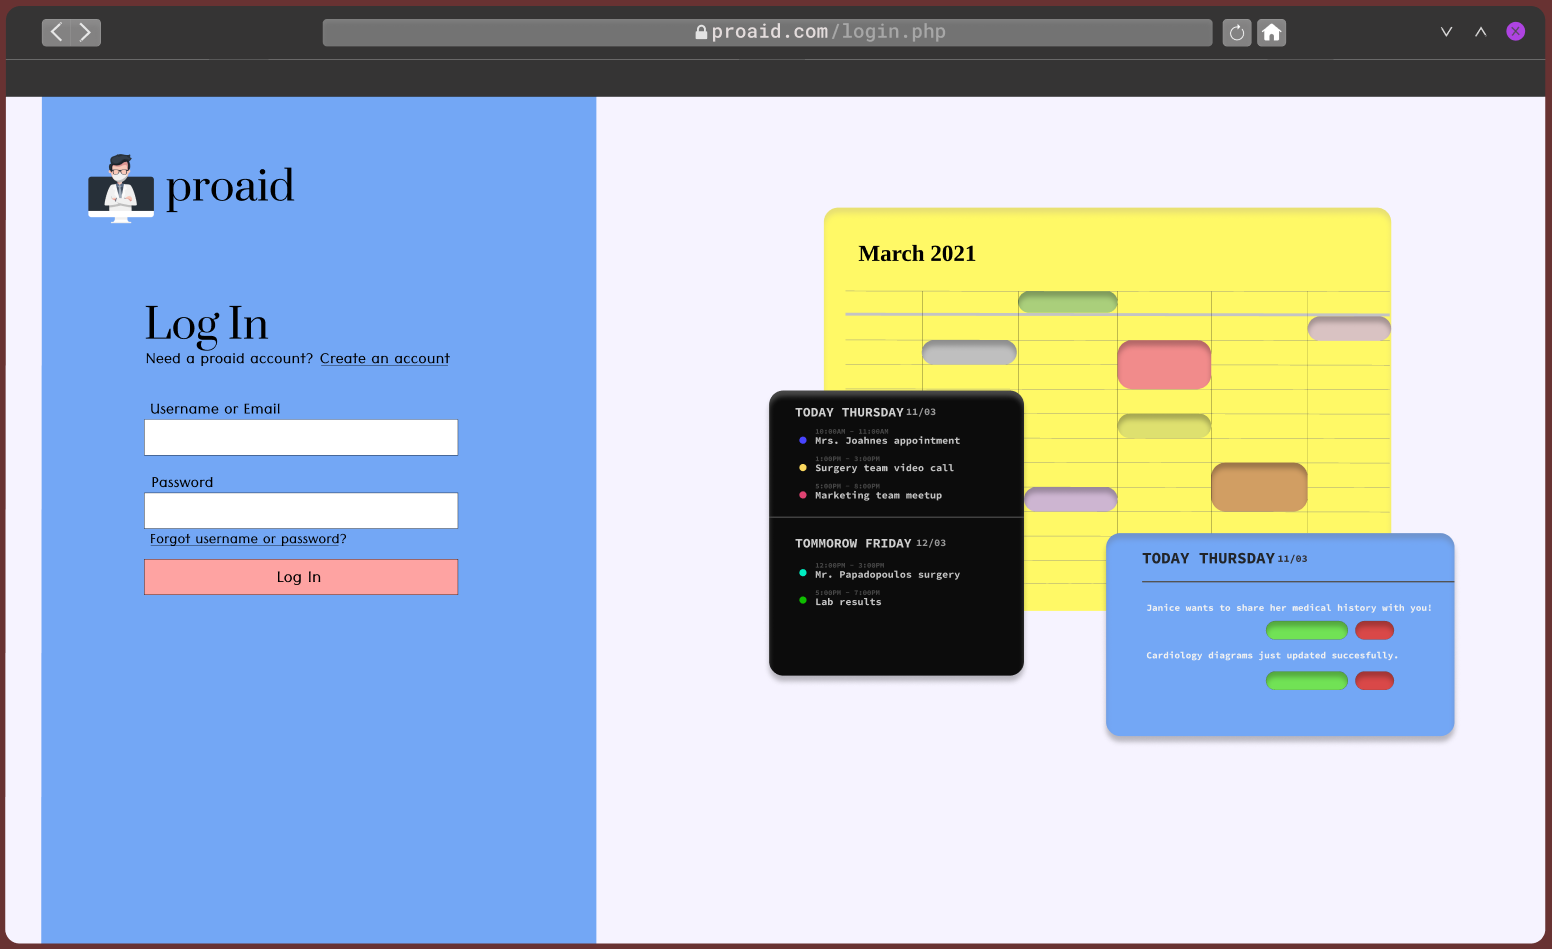 proaid.com/login.php
proaid
Log In
Need a proaid account? Create an account
Username or Email
Password
Forgot username or password?
Log In
March 2021
TODAY THURSDAY 11/03
10:00AM - 11:00AM
Mrs. Joahnes appointment
1:00PM - 3:00PM
Surgery team video call
5:00PM - 8:00PM
Marketing team meetup
TOMMOROW FRIDAY 12/03
12:00PM - 3:00PM
Mr. Papadopoulos surgery
5:00PM - 7:00PM
Lab results
TODAY THURSDAY 11/03
Janice wants to share her medical history with you!
Cardiology diagrams just updated succesfully.